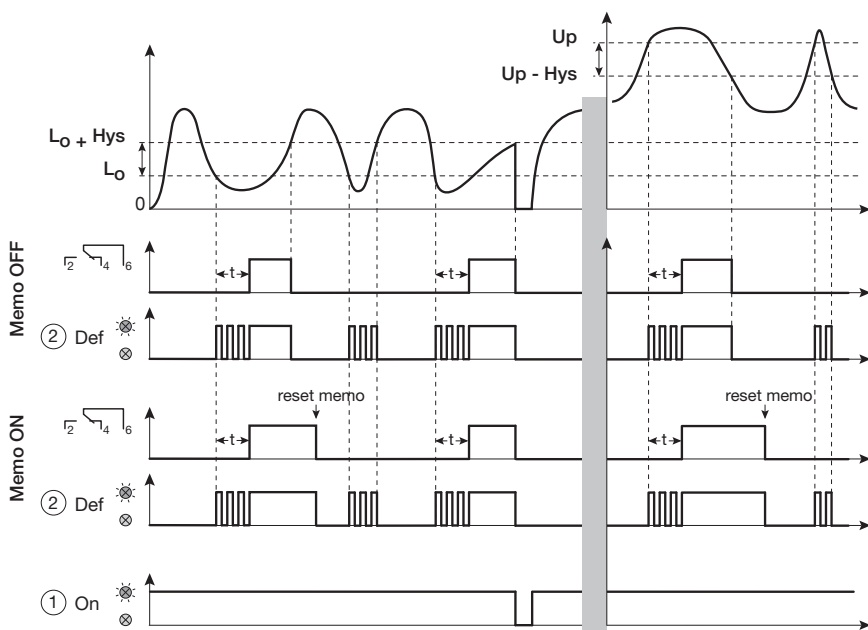 Up
Up - Hys
Lo + Hys
Lo
0
Memo OFF
2 4 6
t t t
2 Def
Memo ON
reset memo reset memo
2 4 6
t t t
2 Def
1 On